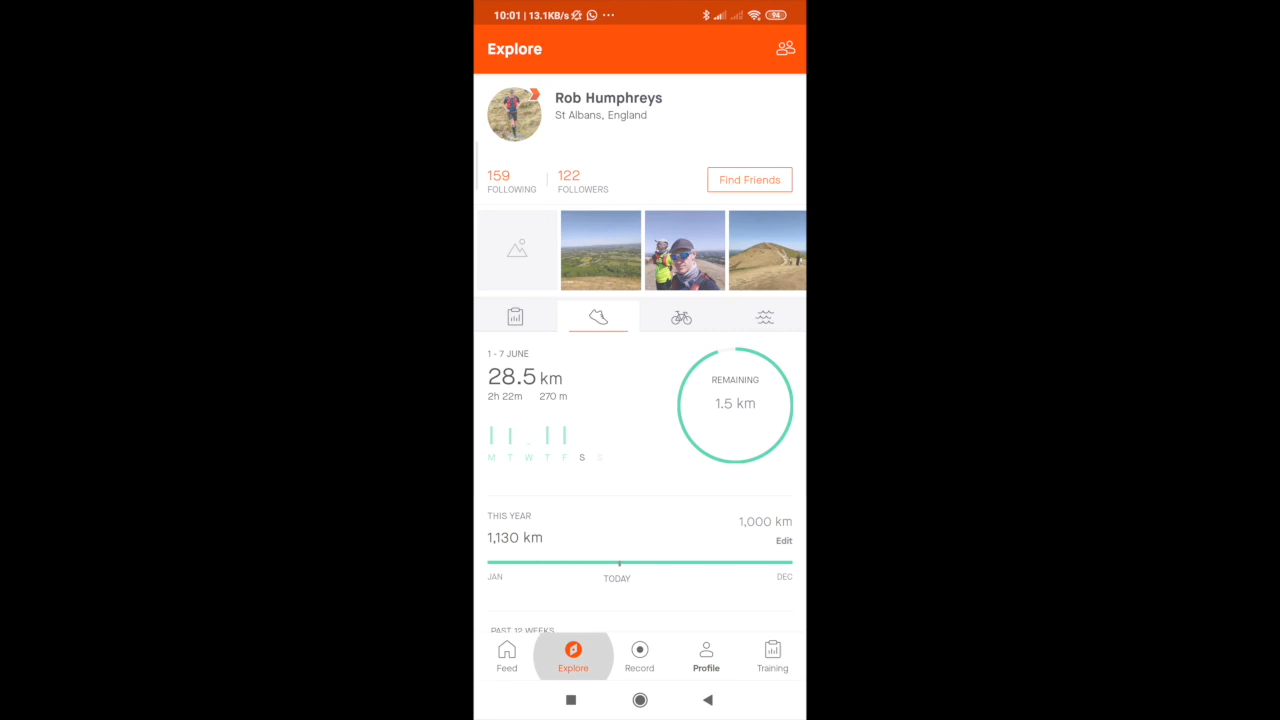 10:01 | 13.1KB/s ... 94
Explore
Rob Humphreys
St Albans, England
159 122
FOLLOWING FOLLOWERS
Find Friends
1 - 7 JUNE
28.5 km
2h 22m 270 m
REMAINING
1.5 km
M T W T F S S
THIS YEAR
1,130 km
1,000 km
Edit
JAN TODAY DEC
PAST 12 WEEKS
Feed Explore Record Profile Training